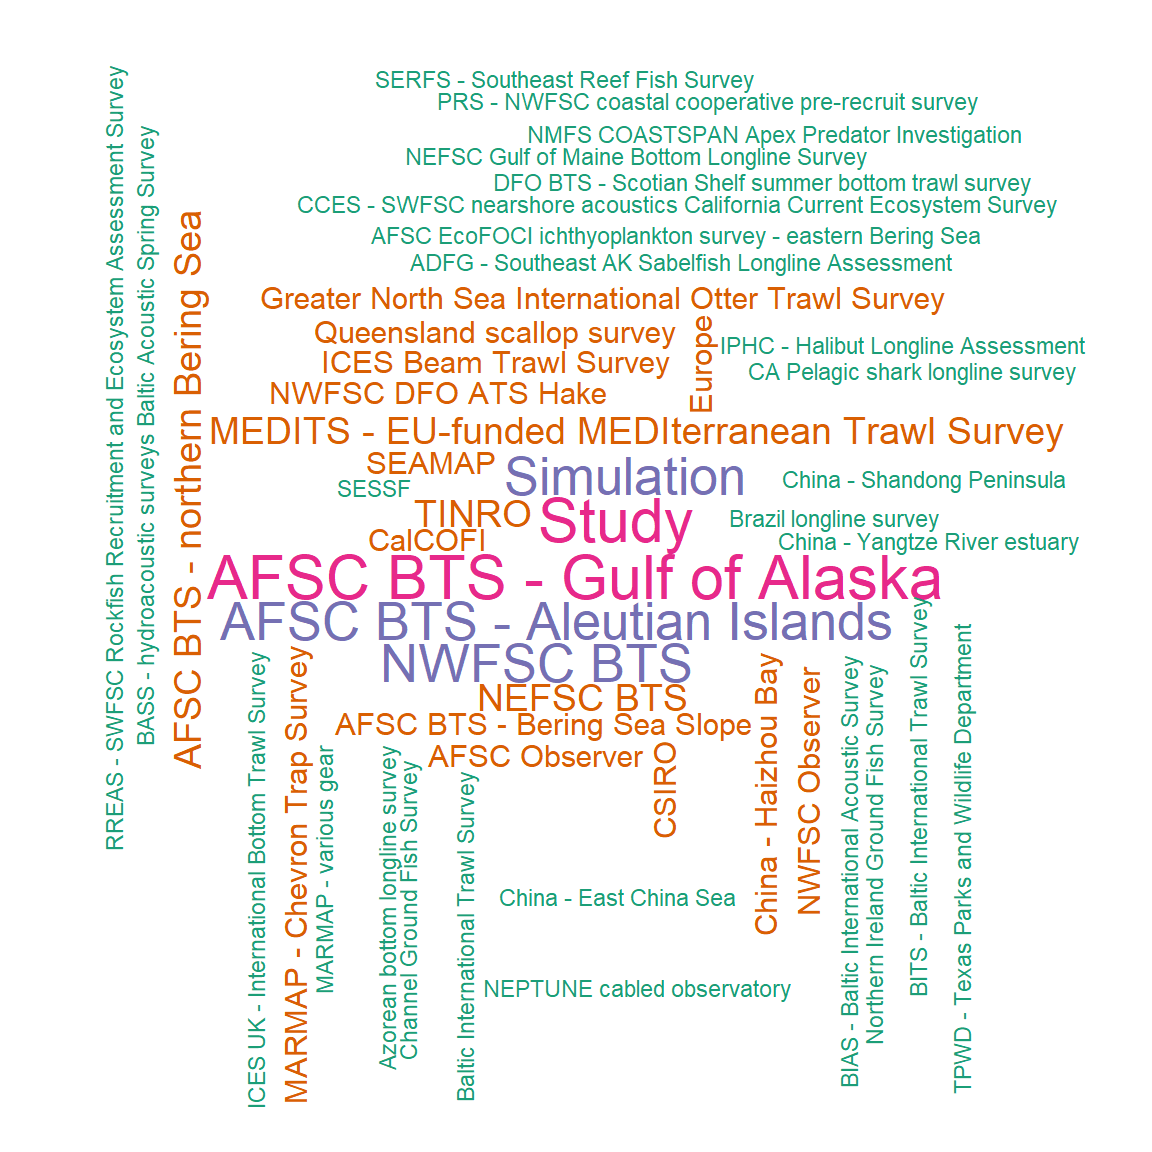 SERFS - Southeast Reef Fish Survey
PRS - NWFSC coastal cooperative pre-recruit survey
NMFS COASTSPAN Apex Predator Investigation
NEFSC Gulf of Maine Bottom Longline Survey
DFO BTS - Scotian Shelf summer bottom trawl survey
CCES - SWFSC nearshore acoustics California Current Ecosystem Survey
AFSC EcoFOCI ichthyoplankton survey - eastern Bering Sea
ADFG - Southeast AK Sabelfish Longline Assessment
RREAS - SWFSC Rockfish Recruitment and Ecosystem Assessment Survey
BASS - hydroacoustic surveys Baltic Acoustic Spring Survey
AFSC BTS - northern Bering Sea
Greater North Sea International Otter Trawl Survey
Queensland scallop survey
ICES Beam Trawl Survey
NWFSC DFO ATS Hake
Europe
IPHC - Halibut Longline Assessment
CA Pelagic shark longline survey
MEDITS - EU-funded MEDIterranean Trawl Survey
SEAMAP
Simulation
China - Shandong Peninsula
SESSF
TINRO
Study
Brazil longline survey
CalCOFI
China - Yangtze River estuary
AFSC BTS - Gulf of Alaska
AFSC BTS - Aleutian Islands
NWFSC BTS
NEFSC BTS
AFSC BTS - Bering Sea Slope
AFSC Observer
ICES UK - International Bottom Trawl Survey
MARMAP - Chevron Trap Survey
MARMAP - various gear
Azorean bottom longline survey
Channel Ground Fish Survey
Baltic International Trawl Survey
CSIRO
China - Haizhou Bay
NWFSC Observer
BIAS - Baltic International Acoustic Survey
Northern Ireland Ground Fish Survey
BITS - Baltic International Trawl Survey
TPWD - Texas Parks and Wildlife Department
China - East China Sea
NEPTUNE cabled observatory